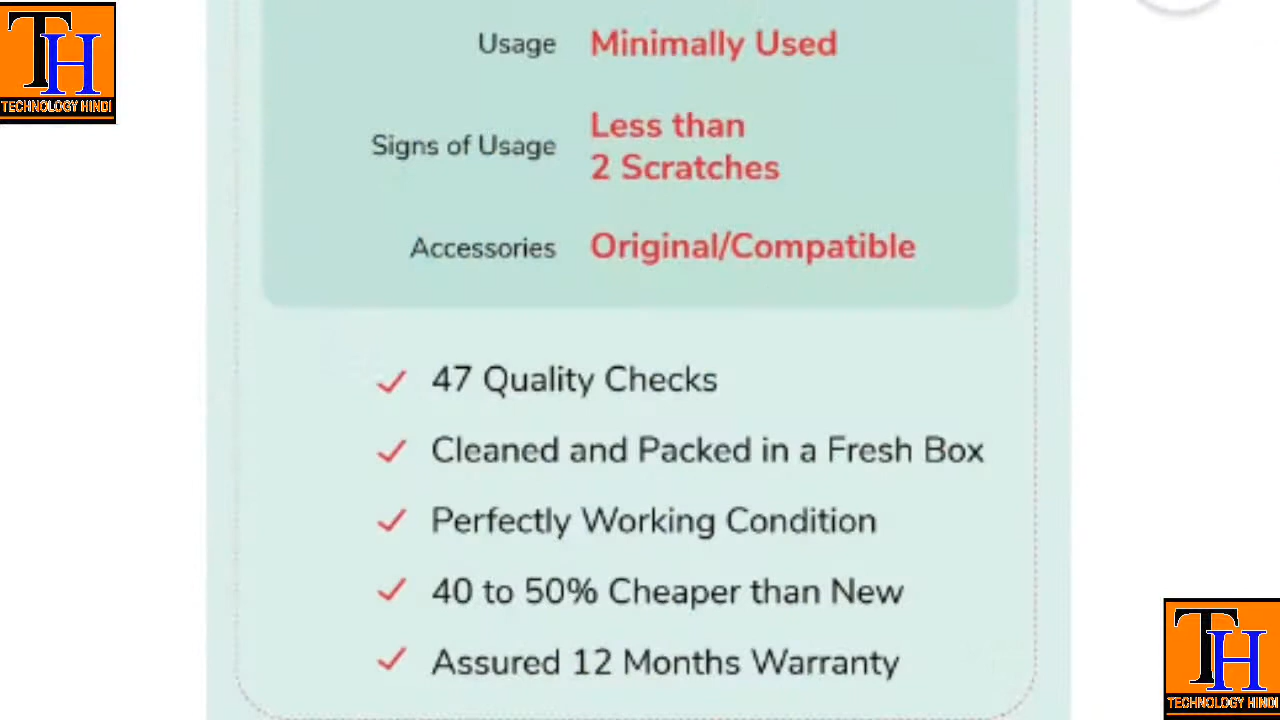 TH
TECHNOLOGY HINDI
Usage Minimally Used
Signs of Usage Less than
2 Scratches
Accessories Original/Compatible
47 Quality Checks
Cleaned and Packed in a Fresh Box
Perfectly Working Condition
40 to 50% Cheaper than New
Assured 12 Months Warranty
TH
TECHNOLOGY HINDI